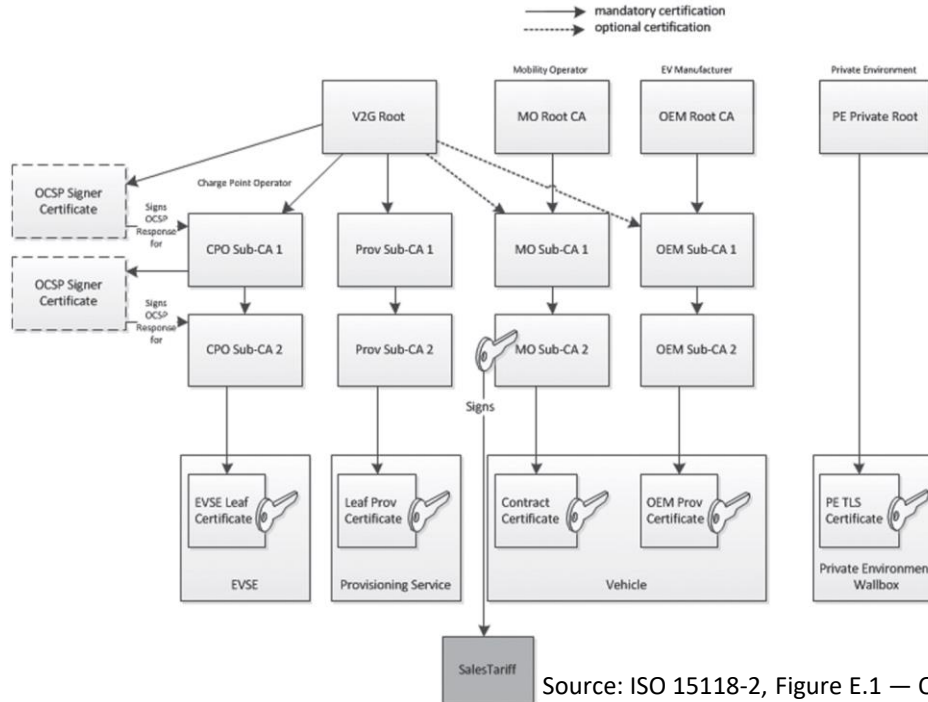 mandatory certification
optional certification
Mobility Operator
EV Manufacturer
Private Environment
V2G Root
MO Root CA
OEM Root CA
PE Private Root
OCSP Signer
Certificate
Charge Point Operator
Signs
OCSP
Response
for
CPO Sub-CA 1
Prov Sub-CA 1
MO Sub-CA 1
OEM Sub-CA 1
OCSP Signer
Certificate
Signs
OCSP
Response
for
CPO Sub-CA 2
Prov Sub-CA 2
MO Sub-CA 2
OEM Sub-CA 2
Signs
EVSE Leaf
Certificate
Leaf Prov
Certificate
Contract
Certificate
OEM Prov
Certificate
PE TLS
Certificate
EVSE
Provisioning Service
Vehicle
Private Environmen
Wallbox
SalesTariff
Source: ISO 15118-2, Figure E.1 —